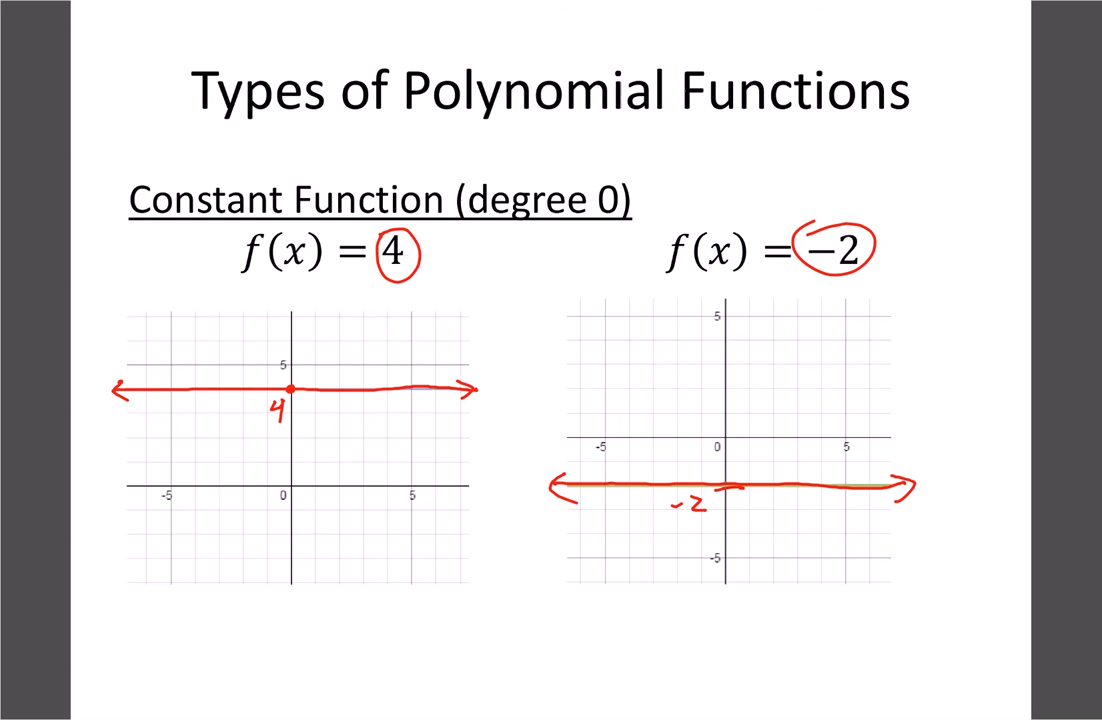 Types of Polynomial Functions
Constant Function (degree 0)
f(x) = 4
f(x) = −2
5
4
-5 0 5
5
-5 0 5
-2
-5